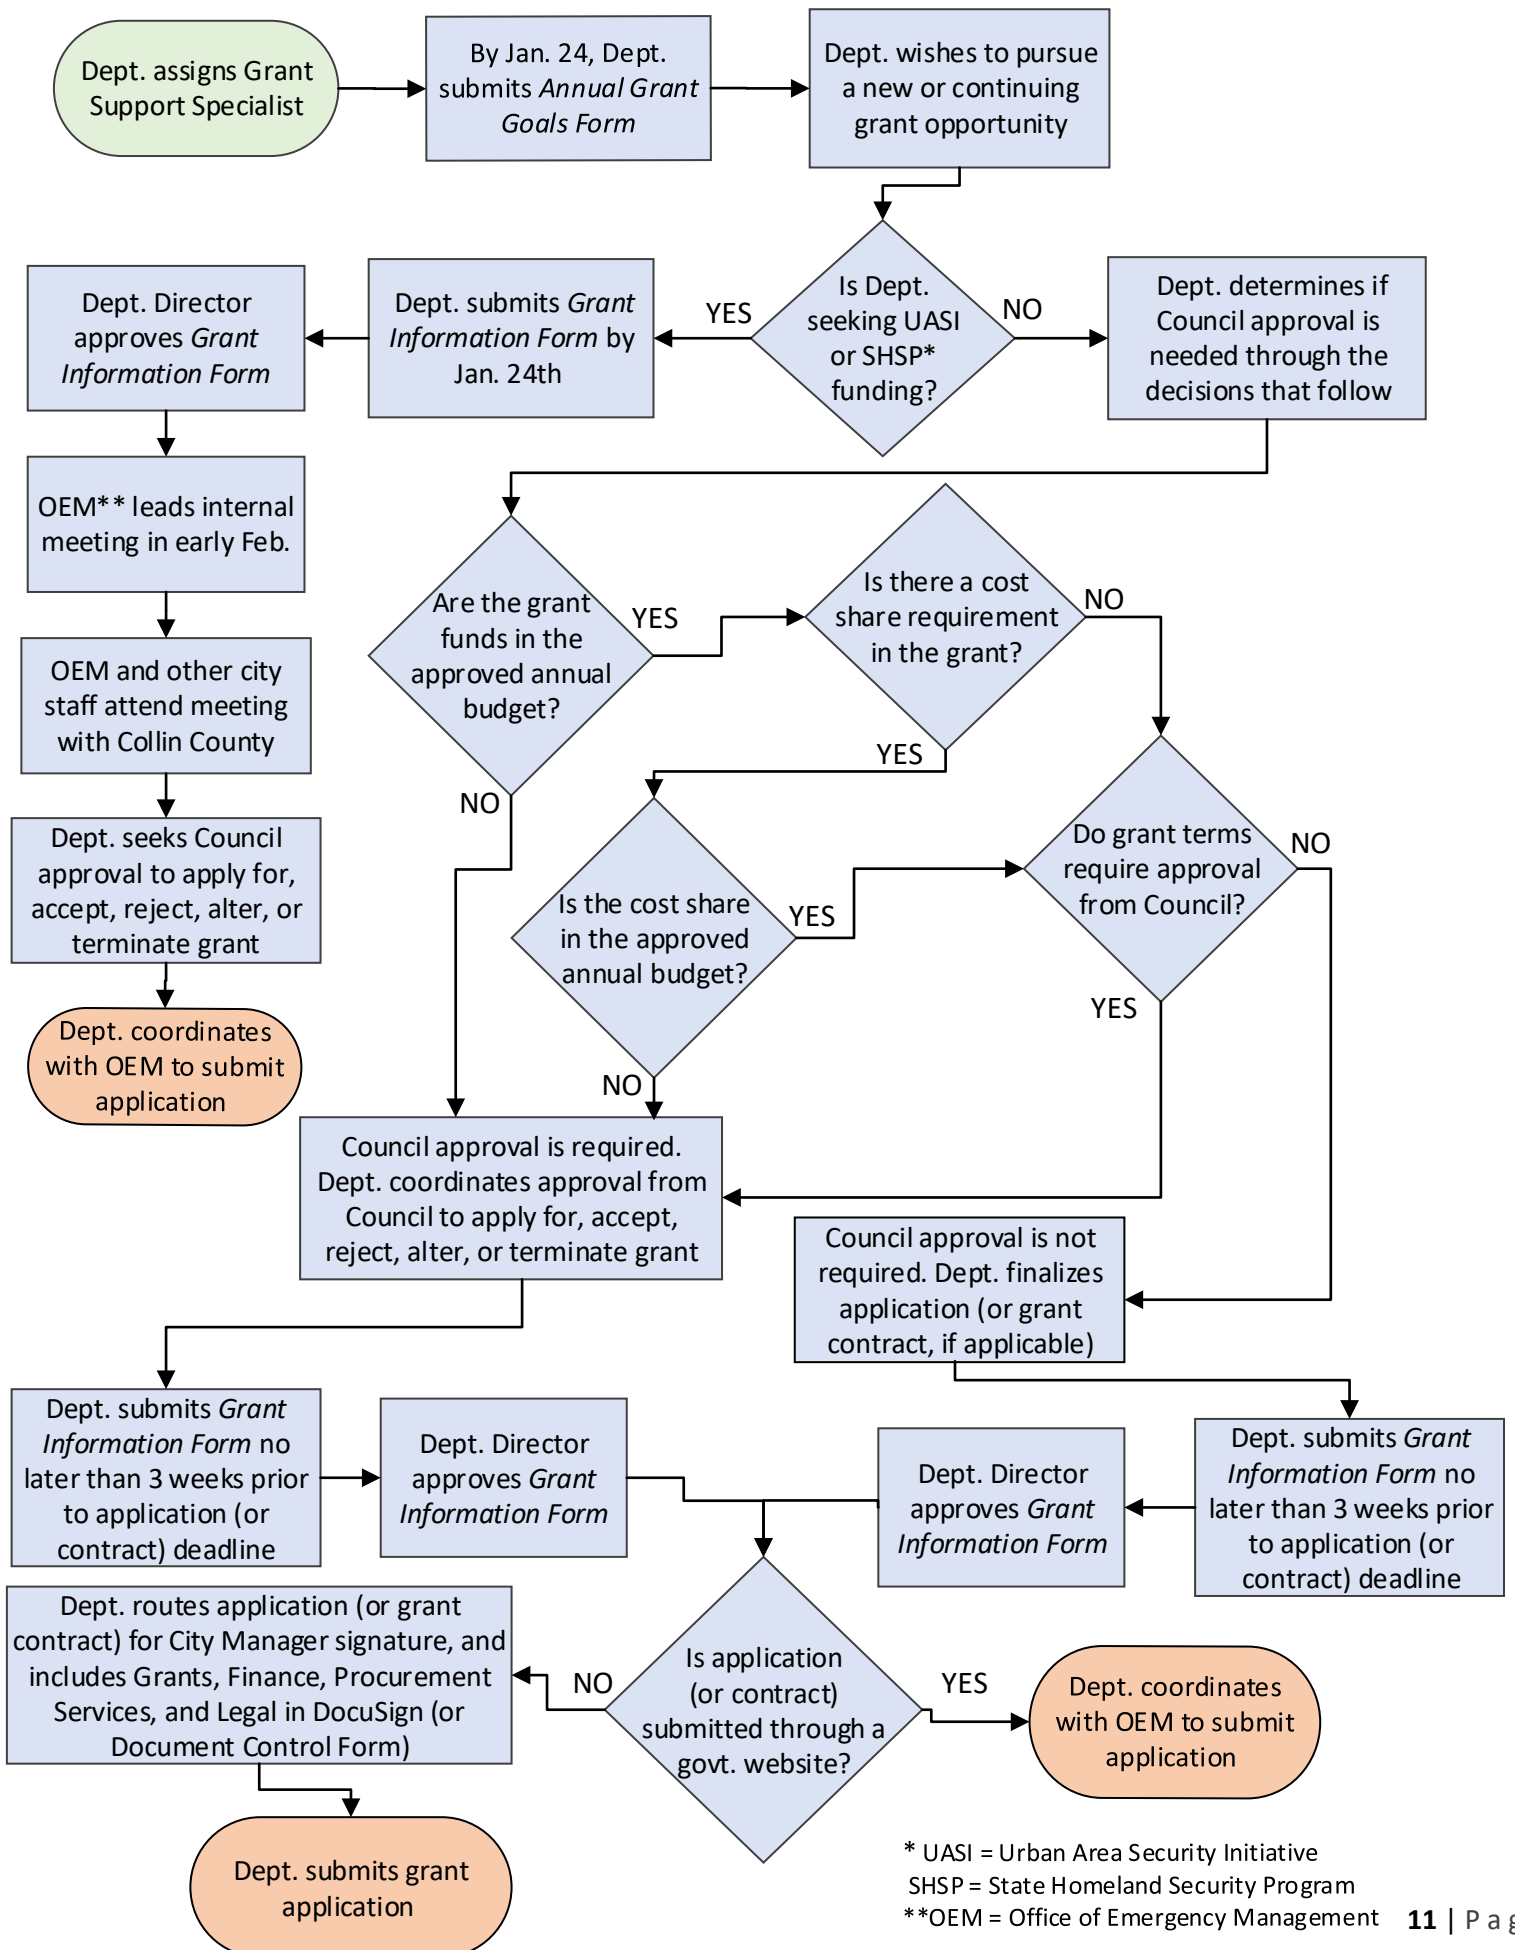 Dept. assigns Grant
Support Specialist
By Jan. 24, Dept.
submits Annual Grant
Goals Form
Dept. wishes to pursue
a new or continuing
grant opportunity
Is Dept.
seeking UASI
or SHSP*
funding?
YES
NO
Dept. submits Grant
Information Form by
Jan. 24th
Dept. Director
approves Grant
Information Form
Dept. determines if
Council approval is
needed through the
decisions that follow
OEM** leads internal
meeting in early Feb.
OEM and other city
staff attend meeting
with Collin County
Dept. seeks Council
approval to apply for,
accept, reject, alter, or
terminate grant
Dept. coordinates
with OEM to submit
application
Are the grant
funds in the
approved annual
budget?
YES
NO
Is there a cost
share requirement
in the grant?
NO
YES
Is the cost share
in the approved
annual budget?
YES
NO
Do grant terms
require approval
from Council?
NO
YES
Council approval is required.
Dept. coordinates approval from
Council to apply for, accept,
reject, alter, or terminate grant
Council approval is not
required. Dept. finalizes
application (or grant
contract, if applicable)
Dept. submits Grant
Information Form no
later than 3 weeks prior
to application (or
contract) deadline
Dept. Director
approves Grant
Information Form
Dept. Director
approves Grant
Information Form
Dept. submits Grant
Information Form no
later than 3 weeks prior
to application (or
contract) deadline
Is application
(or contract)
submitted through a
govt. website?
NO
YES
Dept. routes application (or grant
contract) for City Manager signature, and
includes Grants, Finance, Procurement
Services, and Legal in DocuSign (or
Document Control Form)
Dept. coordinates
with OEM to submit
application
Dept. submits grant
application
* UASI = Urban Area Security Initiative
SHSP = State Homeland Security Program
**OEM = Office of Emergency Management
11 | P a g